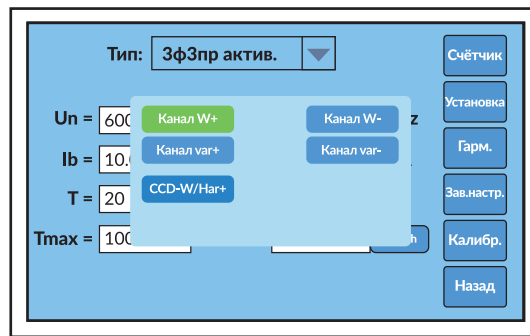 Тип: 3ф3пр актив.
Счётчик
Установка
Un = 600
z
Канал W+
Канал W-
Ib = 10.
Канал var+
Канал var-
Гарм.
T = 20
CCD-W/Har+
Зав.настр.
Tmax = 100
h
Калибр.
Назад